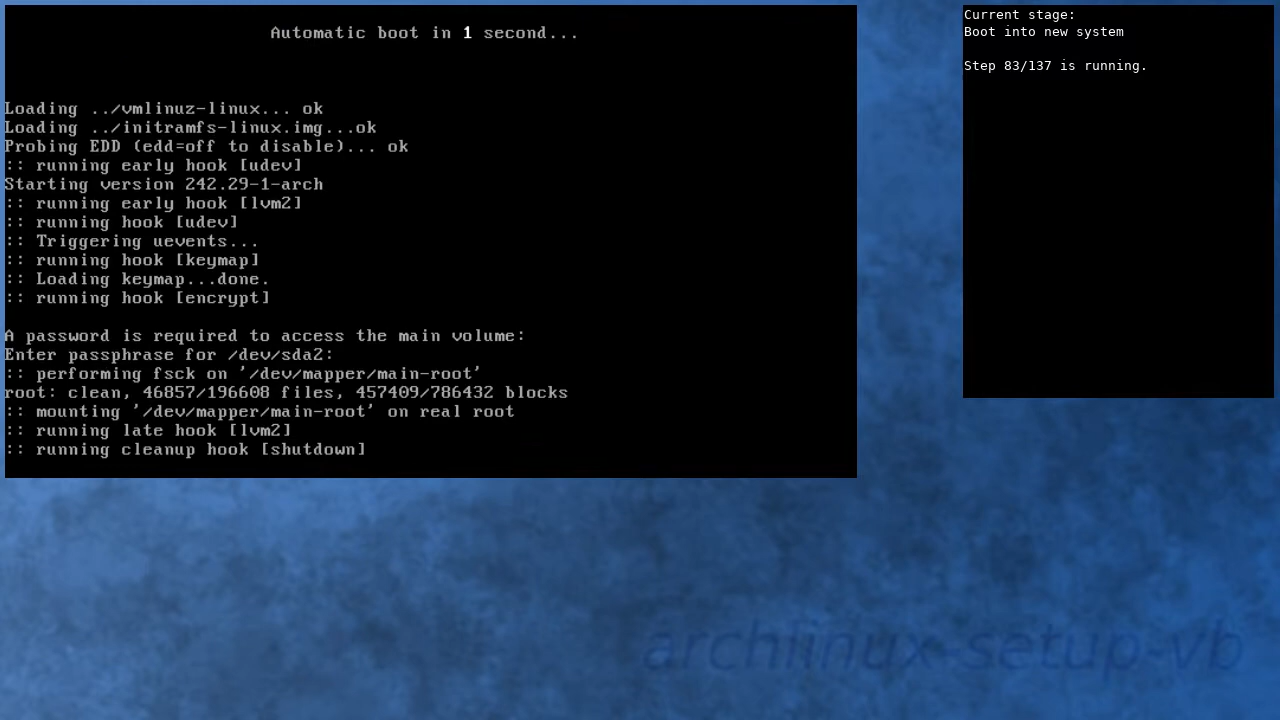 Automatic boot in 1 second...
Loading ../vmlinuz-linux... ok
Loading ../initramfs-linux.img...ok
Probing EDD (edd=off to disable)... ok
:: running early hook [udev]
Starting version 242.29-1-arch
:: running early hook [lvm2]
:: running hook [udev]
:: Triggering uevents...
:: running hook [keymap]
:: Loading keymap...done.
:: running hook [encrypt]
A password is required to access the main volume:
Enter passphrase for /dev/sda2:
:: performing fsck on '/dev/mapper/main-root'
root: clean, 46857/196608 files, 457409/786432 blocks
:: mounting '/dev/mapper/main-root' on real root
:: running late hook [lvm2]
:: running cleanup hook [shutdown]
Current stage:
Boot into new system
Step 83/137 is running.
archlinux-setup-vb